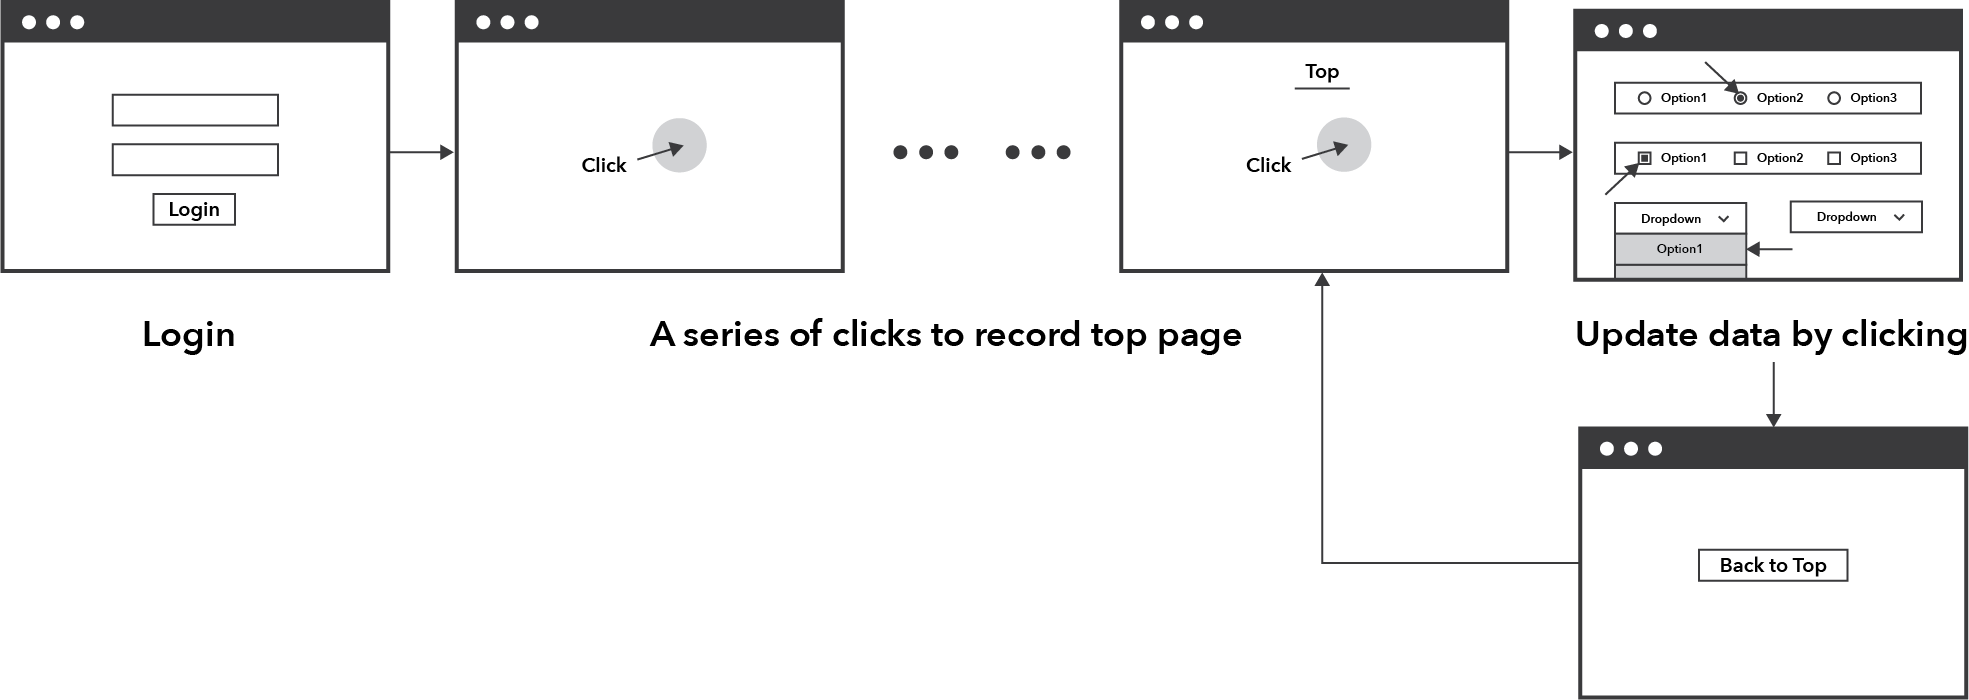 Login
Click
Top
Click
Option1 Option2 Option3
Option1 Option2 Option3
Dropdown Dropdown
Option1
Login
A series of clicks to record top page
Update data by clicking
Back to Top